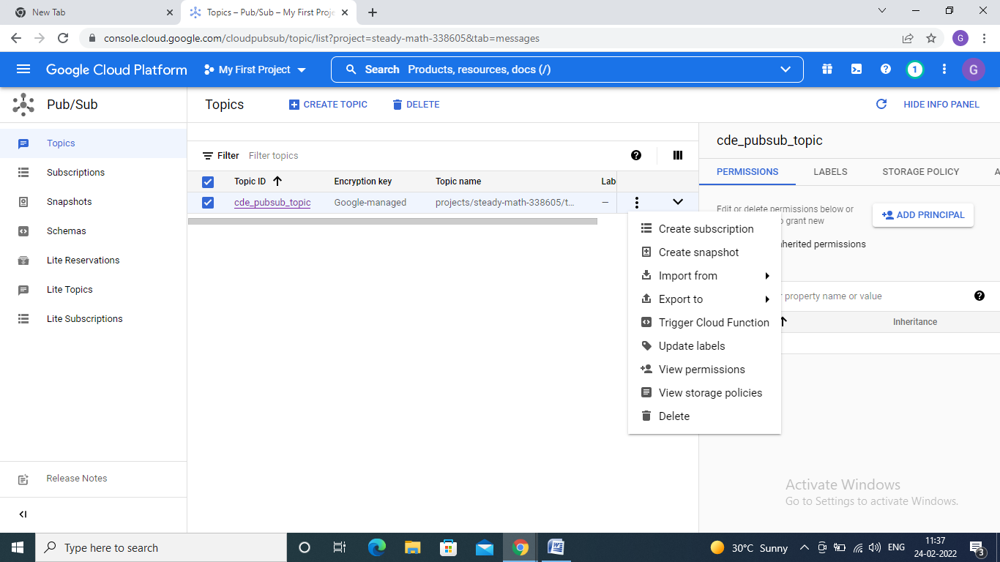 New Tab
Topics – Pub/Sub – My First Proje
console.cloud.google.com/cloudpubsub/topic/list?project=steady-math-338605&tab=messages
G
Google Cloud Platform
My First Project
Search Products, resources, docs (/)
1
G
Pub/Sub
Topics
CREATE TOPIC
DELETE
HIDE INFO PANEL
Topics
Subscriptions
Snapshots
Schemas
Lite Reservations
Lite Topics
Lite Subscriptions
Release Notes
Filter Filter topics
Topic ID Encryption key Topic name Lab
cde_pubsub_topic Google-managed projects/steady-math-338605/t... —
Create subscription
Create snapshot
Import from
Export to
Trigger Cloud Function
Update labels
View permissions
View storage policies
Delete
cde_pubsub_topic
PERMISSIONS LABELS STORAGE POLICY A
Edit or delete permissions below or
o grant new
ADD PRINCIPAL
herited permissions
r property name or value
Inheritance
Activate Windows
Go to Settings to activate Windows.
Type here to search
30°C Sunny
ENG
11:37
24-02-2022
3